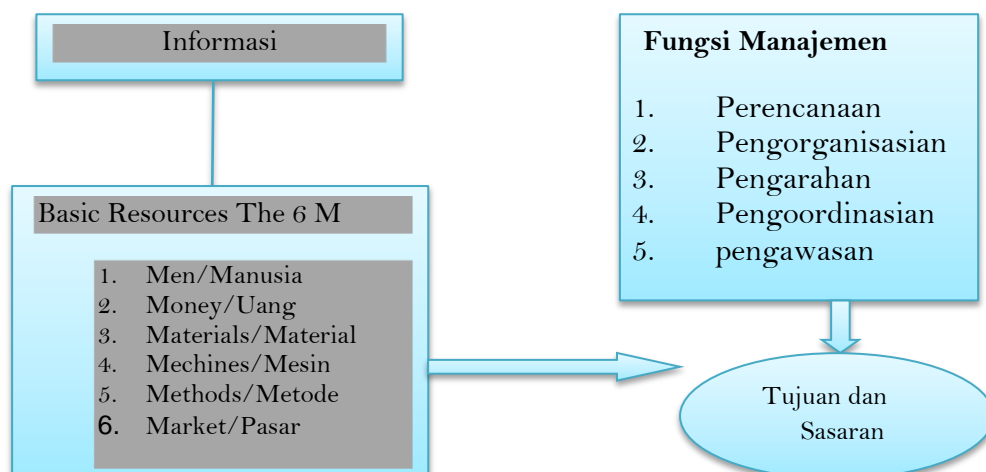 Informasi
Basic Resources The 6 M
1. Men/Manusia
2. Money/Uang
3. Materials/Material
4. Mechines/Mesin
5. Methods/Metode
6. Market/Pasar
Fungsi Manajemen
1. Perencanaan
2. Pengorganisasian
3. Pengarahan
4. Pengoordinasian
5. pengawasan
Tujuan dan
Sasaran